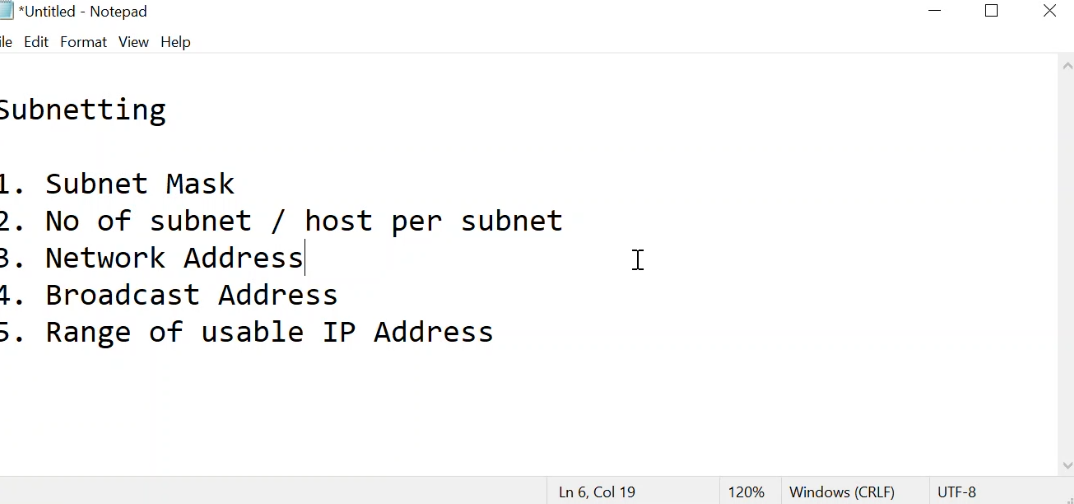 *Untitled - Notepad
ile Edit Format View Help
Subnetting
1. Subnet Mask
2. No of subnet / host per subnet
3. Network Address
4. Broadcast Address
5. Range of usable IP Address
Ln 6, Col 19 120% Windows (CRLF) UTF-8